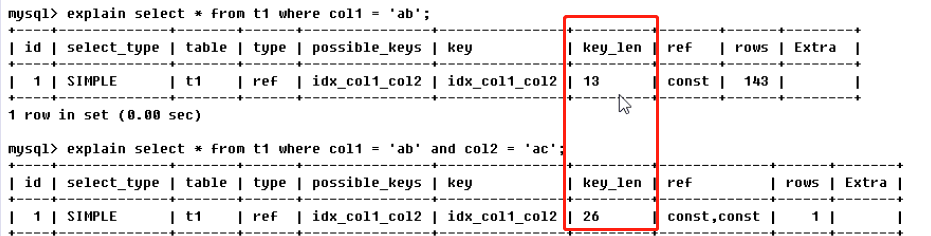 mysql> explain select * from t1 where col1 = 'ab';
+----+-------------+-------+------+---------------+---------------+---------+-------+------+-------+
| id | select_type | table | type | possible_keys | key | key_len | ref | rows | Extra |
| 1 | SIMPLE | t1 | ref | idx_col1_col2 | idx_col1_col2 | 13 | const | 143 | |
1 row in set (0.00 sec)
mysql> explain select * from t1 where col1 = 'ab' and col2 = 'ac';
| id | select_type | table | type | possible_keys | key | key_len | ref | rows | Extra |
| 1 | SIMPLE | t1 | ref | idx_col1_col2 | idx_col1_col2 | 26 | const,const | 1 | |